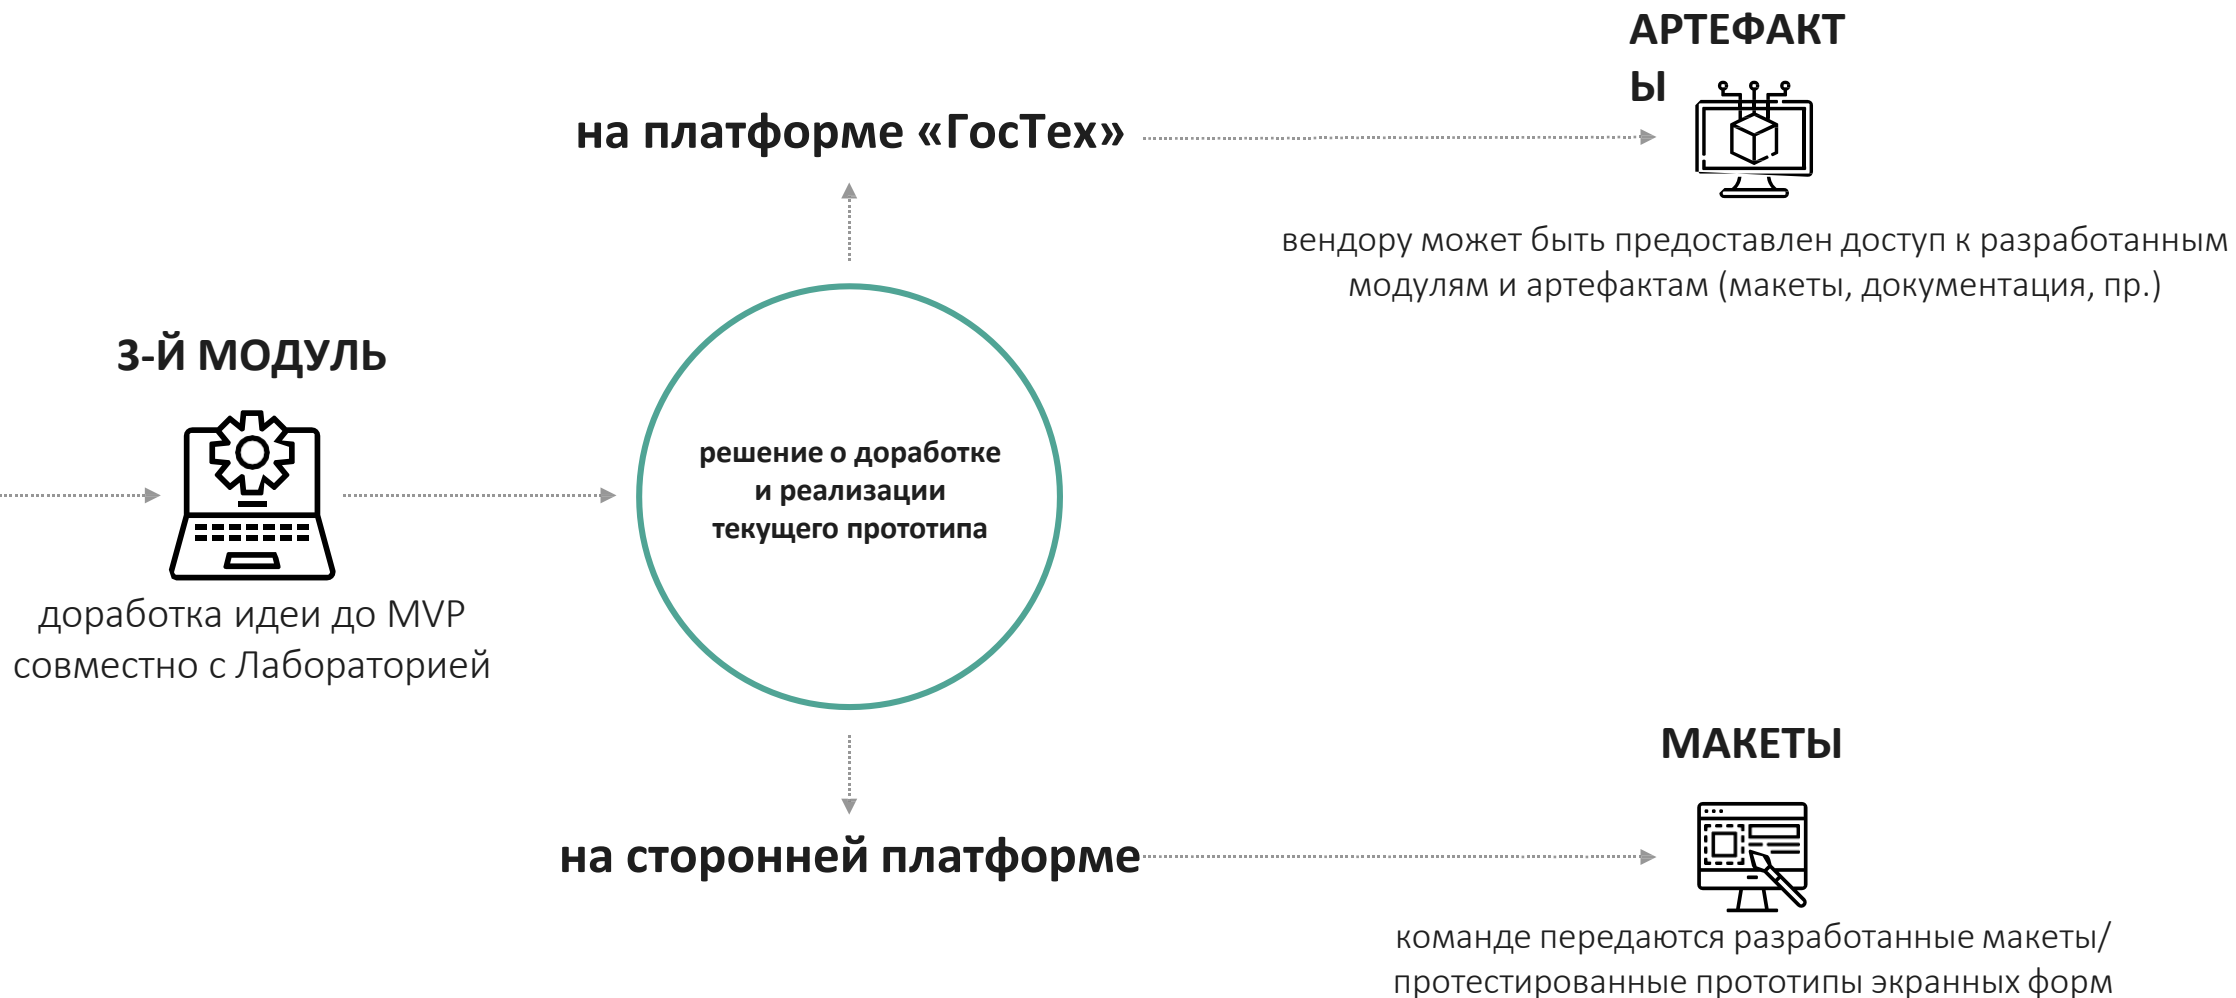 АРТЕФАКТ
Ы
на платформе «ГосТех»
вендору может быть предоставлен доступ к разработанным
модулям и артефактам (макеты, документация, пр.)
3-Й МОДУЛЬ
решение о доработке
и реализации
текущего прототипа
доработка идеи до MVP
совместно с Лабораторией
МАКЕТЫ
на сторонней платформе
команде передаются разработанные макеты/
протестированные прототипы экранных форм